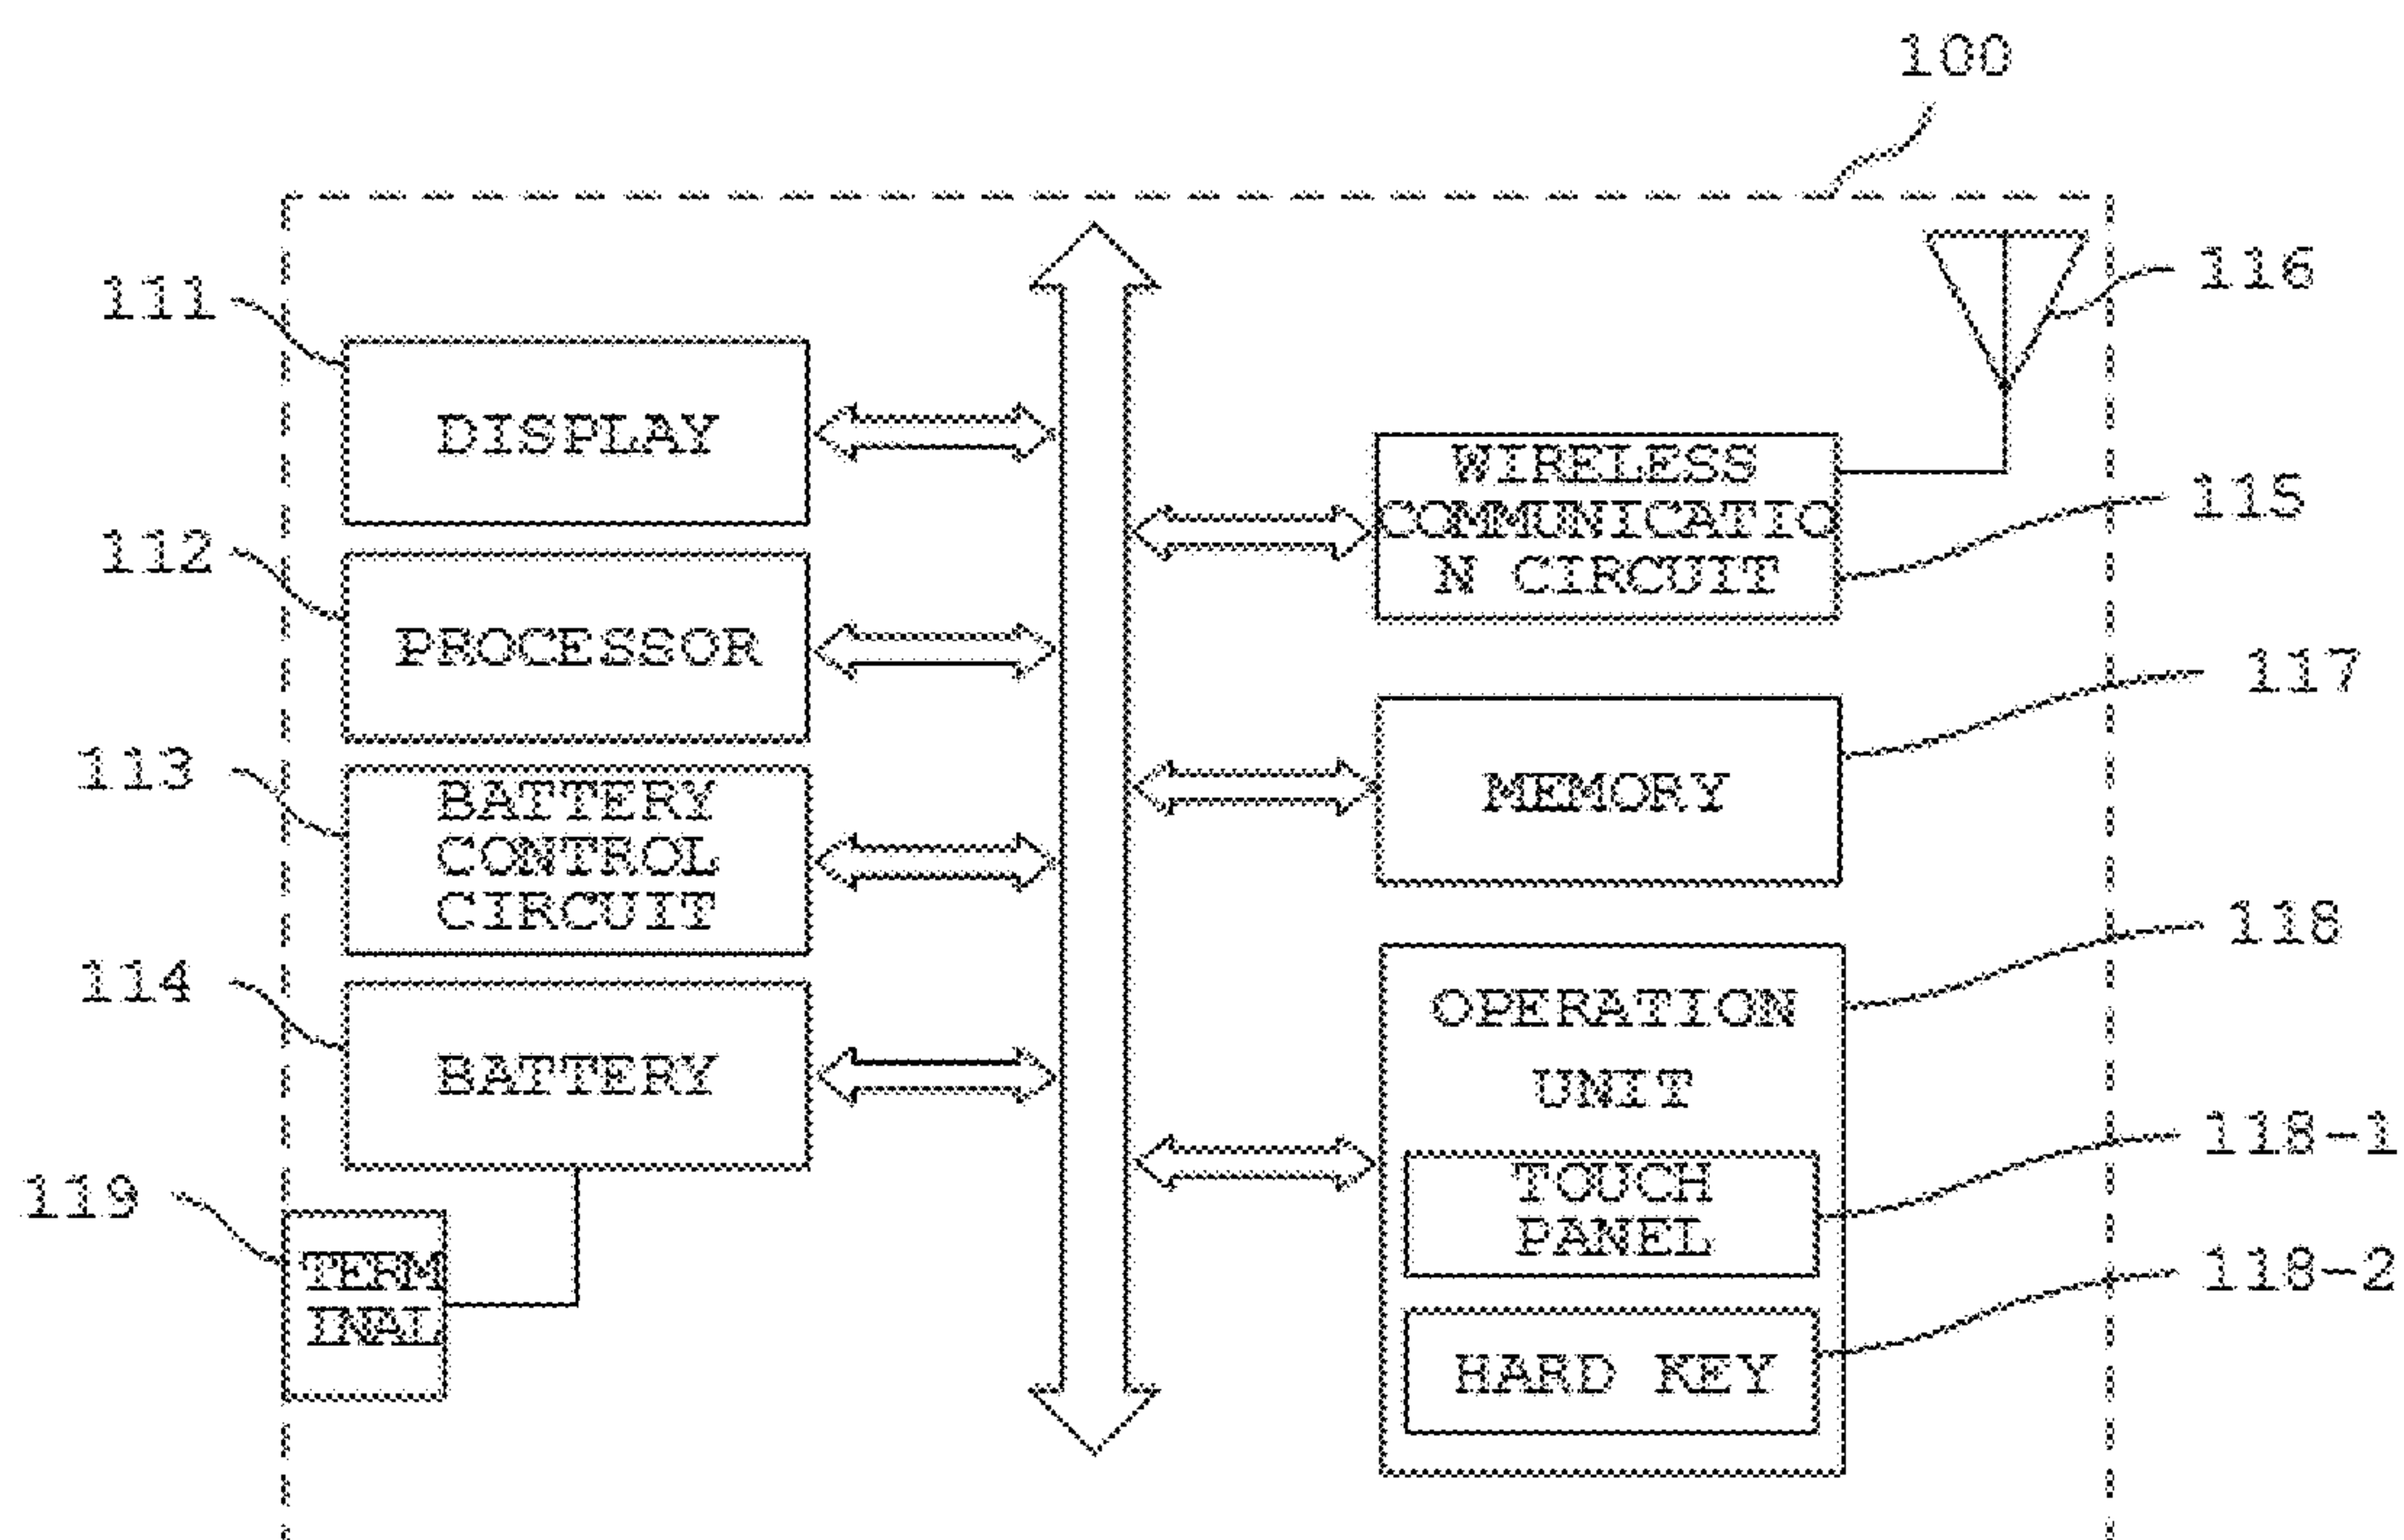 100
111
116
DISPLAY
WIRELESS
COMMUNICATIO
N CIRCUIT
115
112
PROCESSOR
117
113
BATTERY
CONTROL
CIRCUIT
MEMORY
118
114
BATTERY
OPERATION
UNIT
118-1
TOUCH
PANEL
119
TERM
INAL
118-2
HARD KEY